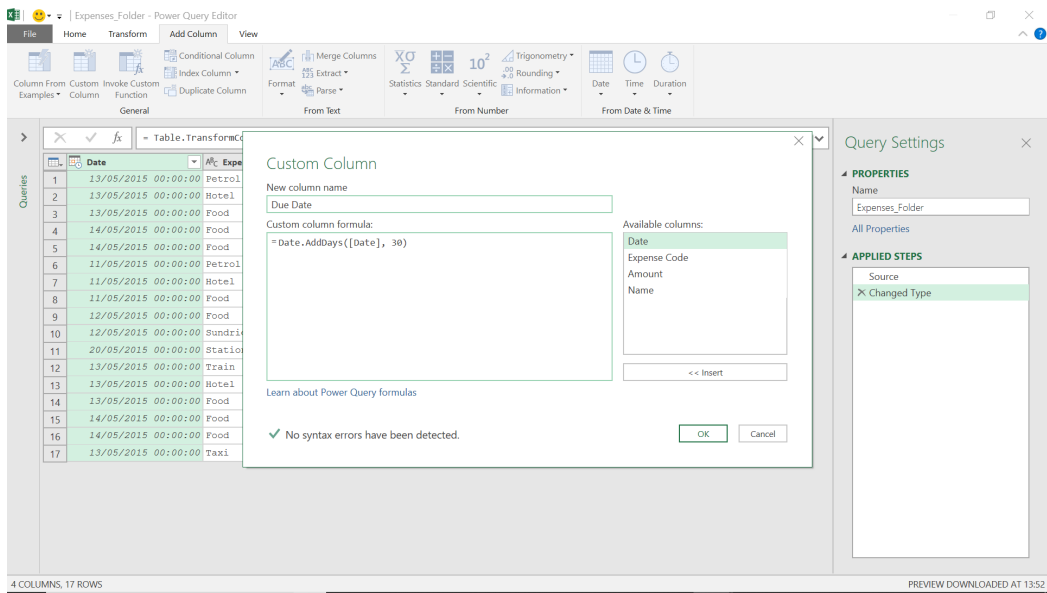 Expenses_Folder - Power Query Editor
File Home Transform Add Column View
Column From Examples
Custom Column
Invoke Custom Function
Conditional Column
Index Column
Duplicate Column
General
Format
Merge Columns
Extract
Parse
From Text
Statistics
Standard
Scientific
Trigonometry
Rounding
Information
From Number
Date
Time
Duration
From Date & Time
Queries
fx = Table.TransformCo
Date ABC Expe
1 13/05/2015 00:00:00 Petrol
2 13/05/2015 00:00:00 Hotel
3 13/05/2015 00:00:00 Food
4 14/05/2015 00:00:00 Food
5 14/05/2015 00:00:00 Food
6 11/05/2015 00:00:00 Petrol
7 11/05/2015 00:00:00 Hotel
8 11/05/2015 00:00:00 Food
9 12/05/2015 00:00:00 Food
10 12/05/2015 00:00:00 Sundrie
11 20/05/2015 00:00:00 Station
12 13/05/2015 00:00:00 Train
13 13/05/2015 00:00:00 Hotel
14 13/05/2015 00:00:00 Food
15 14/05/2015 00:00:00 Food
16 14/05/2015 00:00:00 Food
17 13/05/2015 00:00:00 Taxi
Custom Column
New column name
Due Date
Custom column formula:
=Date.AddDays([Date], 30)
Available columns:
Date
Expense Code
Amount
Name
<< Insert
Learn about Power Query formulas
No syntax errors have been detected.
OK Cancel
Query Settings
PROPERTIES
Name
Expenses_Folder
All Properties
APPLIED STEPS
Source
Changed Type
4 COLUMNS, 17 ROWS
PREVIEW DOWNLOADED AT 13:52